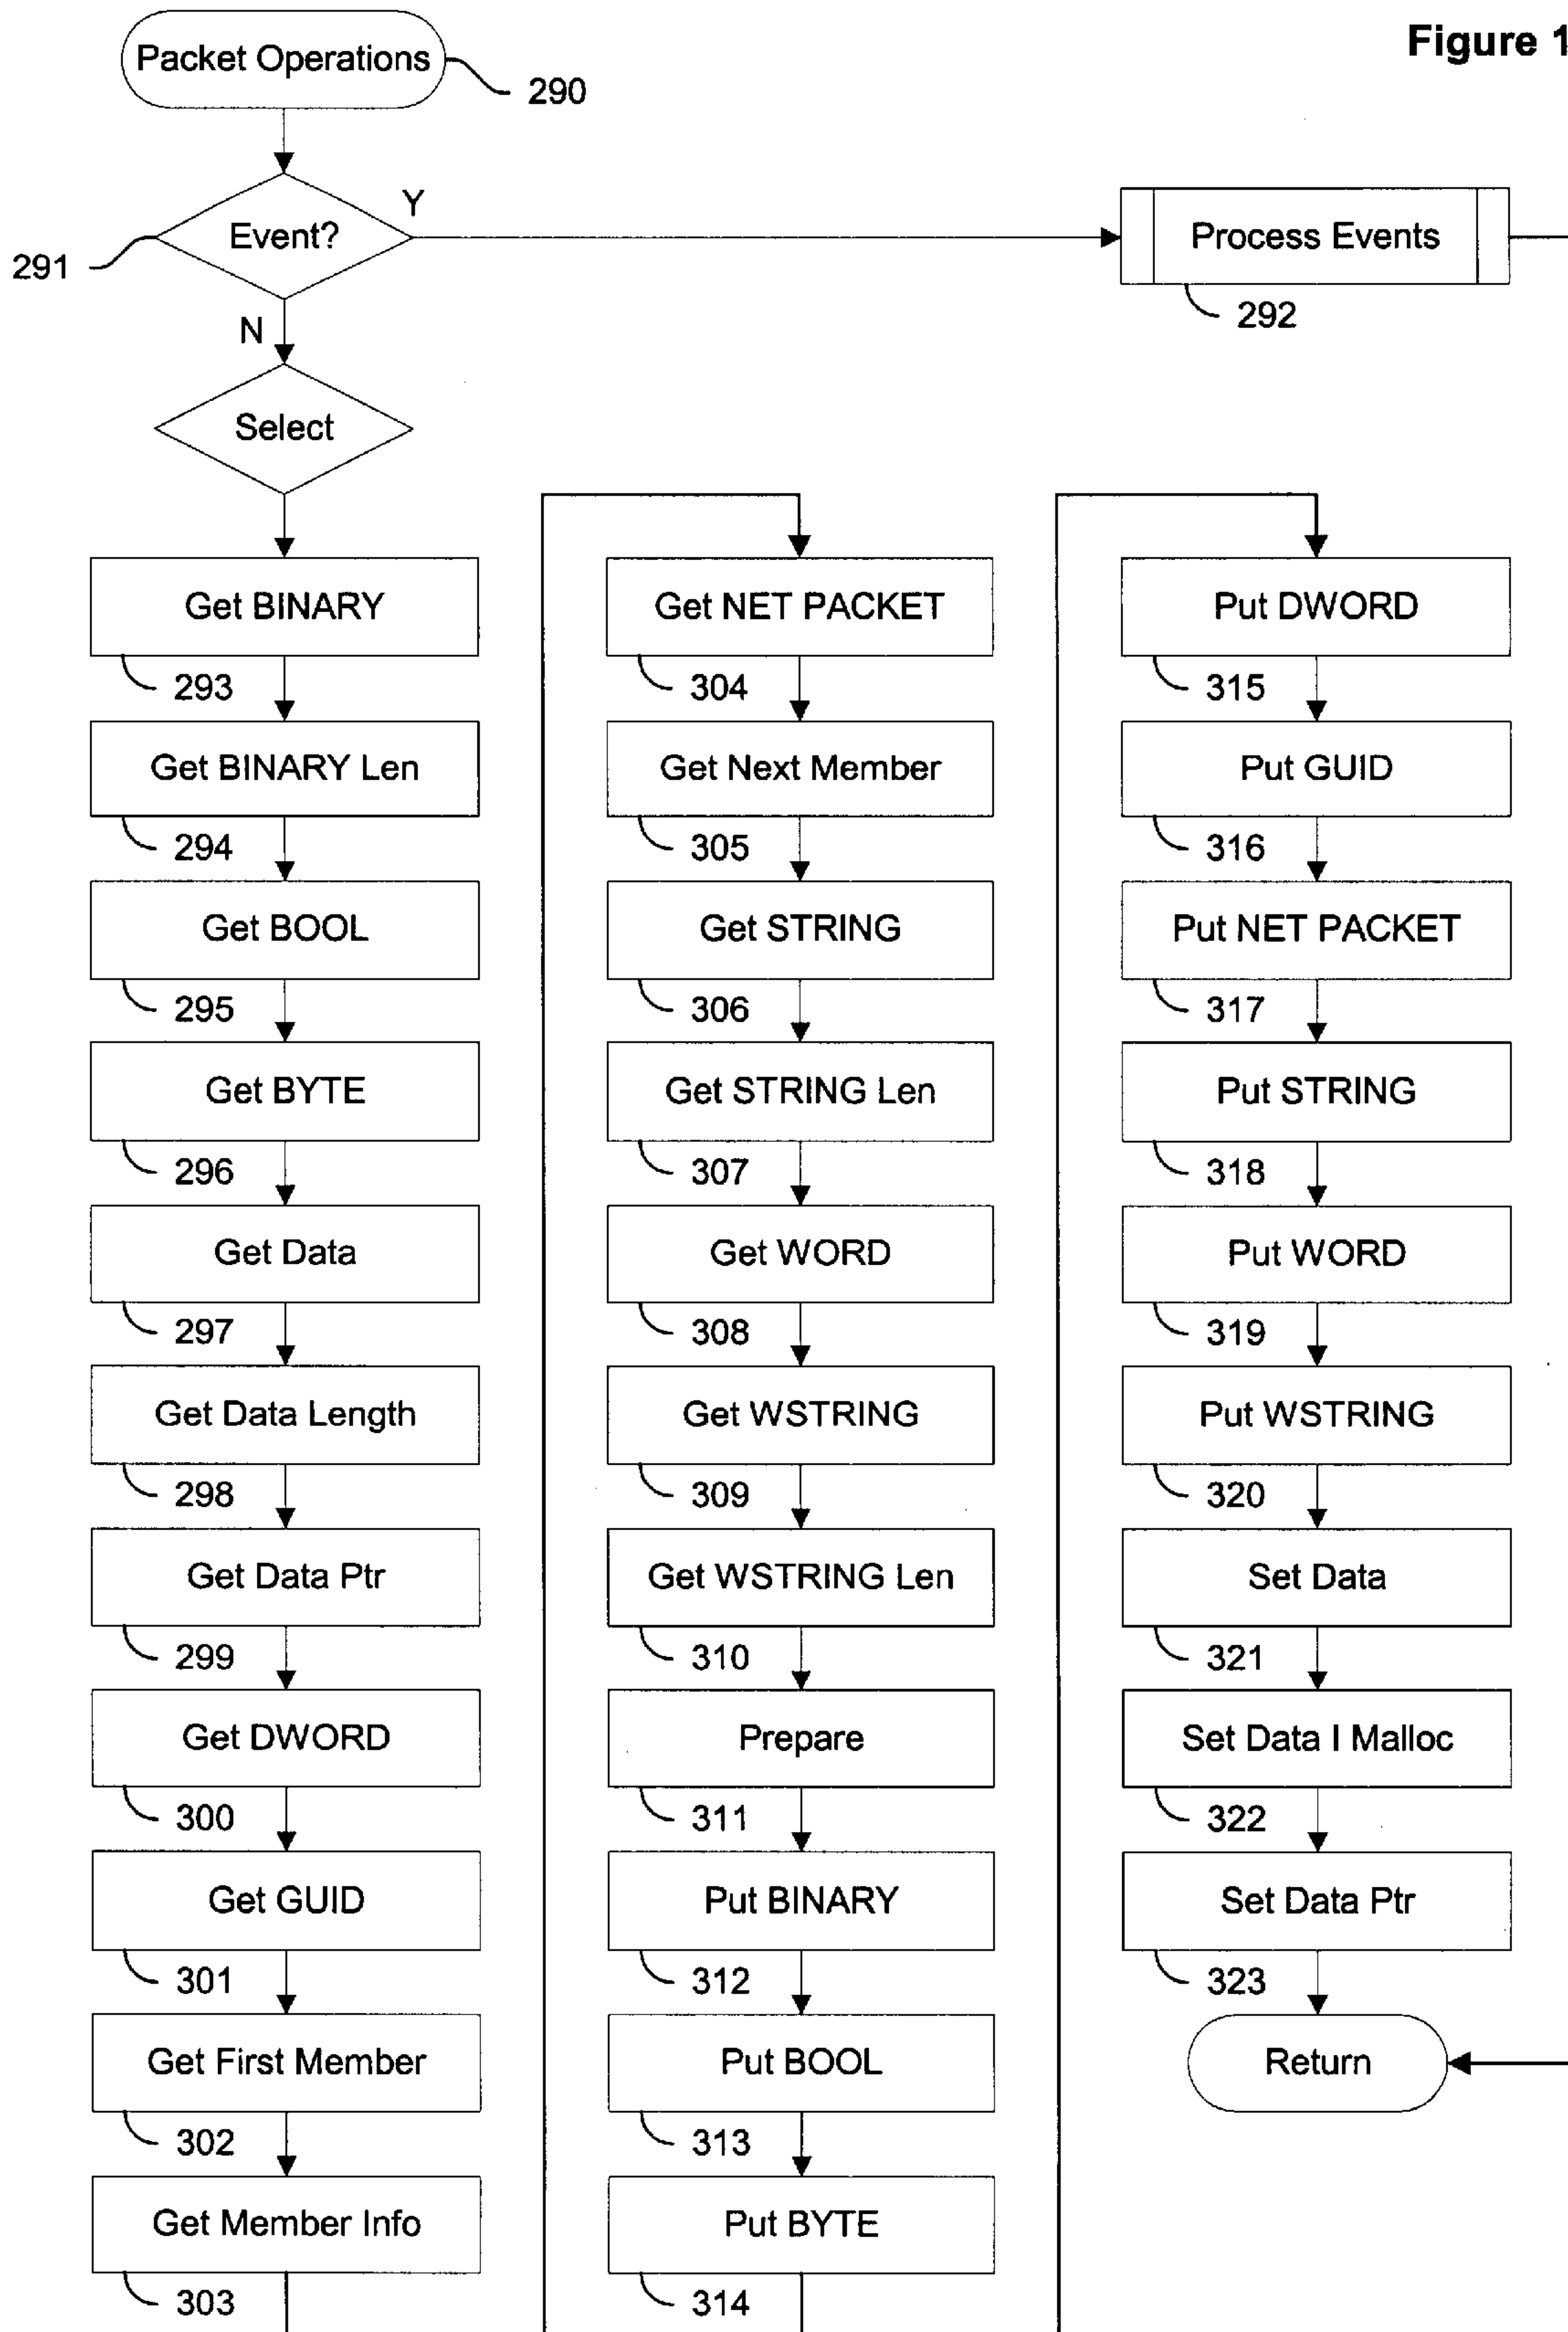 Packet Operations
290
Figure 1
Event?
Y
291
Process Events
292
N
Select
Get BINARY
293
Get BINARY Len
294
Get BOOL
295
Get BYTE
296
Get Data
297
Get Data Length
298
Get Data Ptr
299
Get DWORD
300
Get GUID
301
Get First Member
302
Get Member Info
303
Get NET PACKET
304
Get Next Member
305
Get STRING
306
Get STRING Len
307
Get WORD
308
Get WSTRING
309
Get WSTRING Len
310
Prepare
311
Put BINARY
312
Put BOOL
313
Put BYTE
314
Put DWORD
315
Put GUID
316
Put NET PACKET
317
Put STRING
318
Put WORD
319
Put WSTRING
320
Set Data
321
Set Data I Malloc
322
Set Data Ptr
323
Return